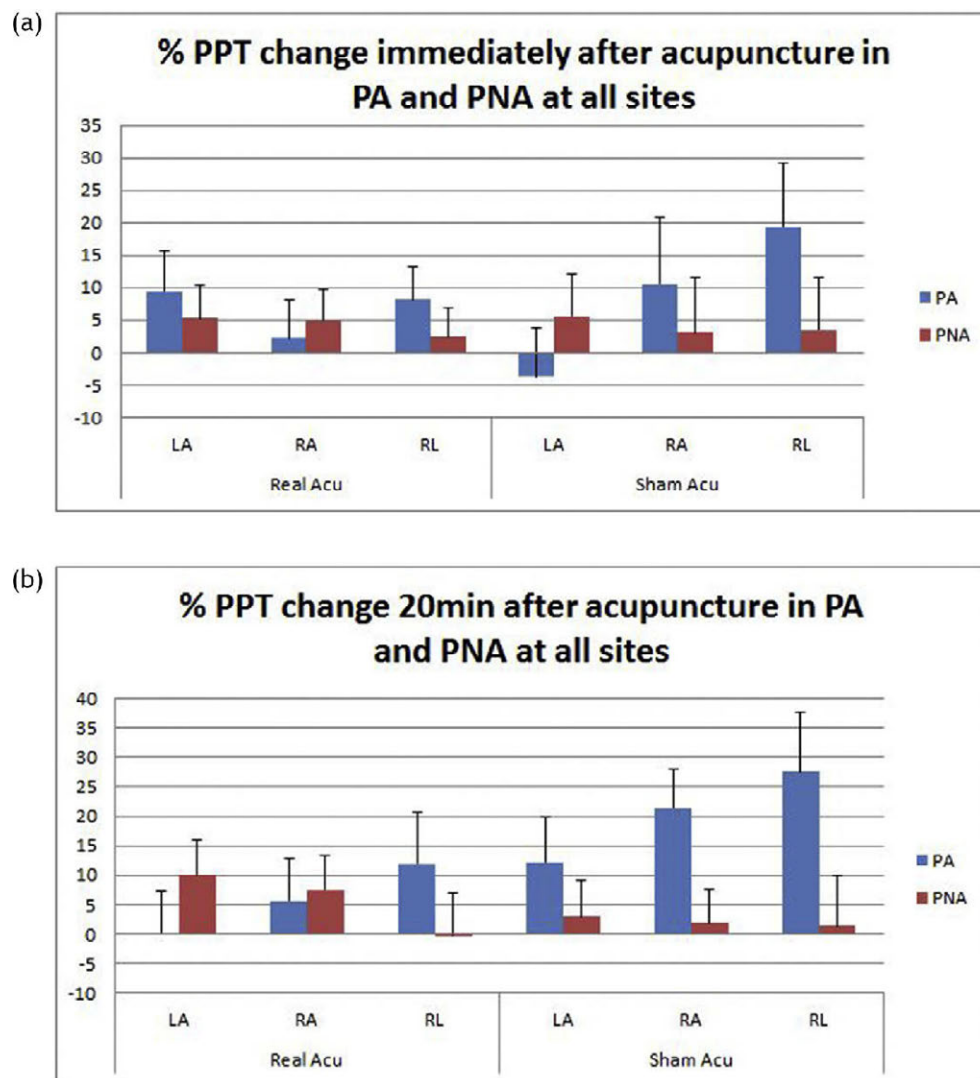 (a)
% PPT change immediately after acupuncture in
PA and PNA at all sites
35
30
25
20
15
10
5
0
-5
-10
LA RA RL LA RA RL
Real Acu Sham Acu
PA
PNA
(b)
% PPT change 20min after acupuncture in PA
and PNA at all sites
40
35
30
25
20
15
10
5
0
-5
-10
LA RA RL LA RA RL
Real Acu Sham Acu
PA
PNA